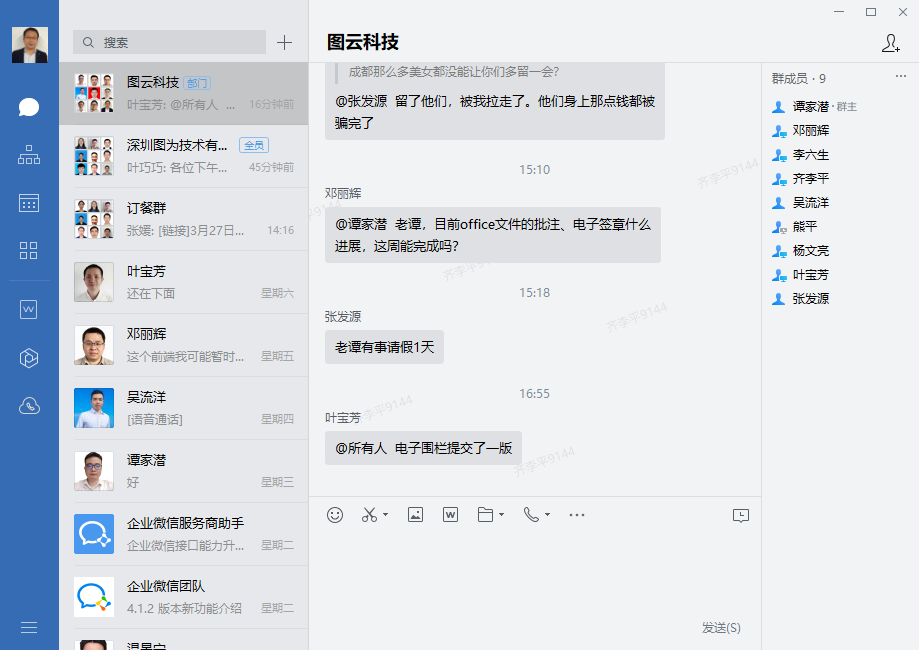 搜索
图云科技 部门
叶宝芳: @所有人 ... 16分钟前
深圳图为技术有... 全员
叶巧巧: 各位下午... 45分钟前
订餐群
张媛: [链接]3月27日... 14:16
叶宝芳
还在下面 星期六
邓丽辉
这个前端我可能暂时... 星期五
吴流洋
[语音通话] 星期四
谭家潜
好 星期三
企业微信服务商助手
企业微信接口能力升... 星期二
企业微信团队
4.1.2 版本新功能介绍 星期二
图云科技
成都那么多美女都没能让你们多留一会?
@张发源 留了他们，被我拉走了。他们身上那点钱都被
骗完了
15:10
邓丽辉
@谭家潜 老谭，目前office文件的批注、电子签章什么
进展，这周能完成吗?
15:18
张发源
老谭有事请假1天
16:55
叶宝芳
@所有人 电子围栏提交了一版
齐李平9144
齐李平9144
发送(S)
群成员 · 9
谭家潜 · 群主
邓丽辉
李六生
齐李平
吴流洋
熊平
杨文亮
叶宝芳
张发源